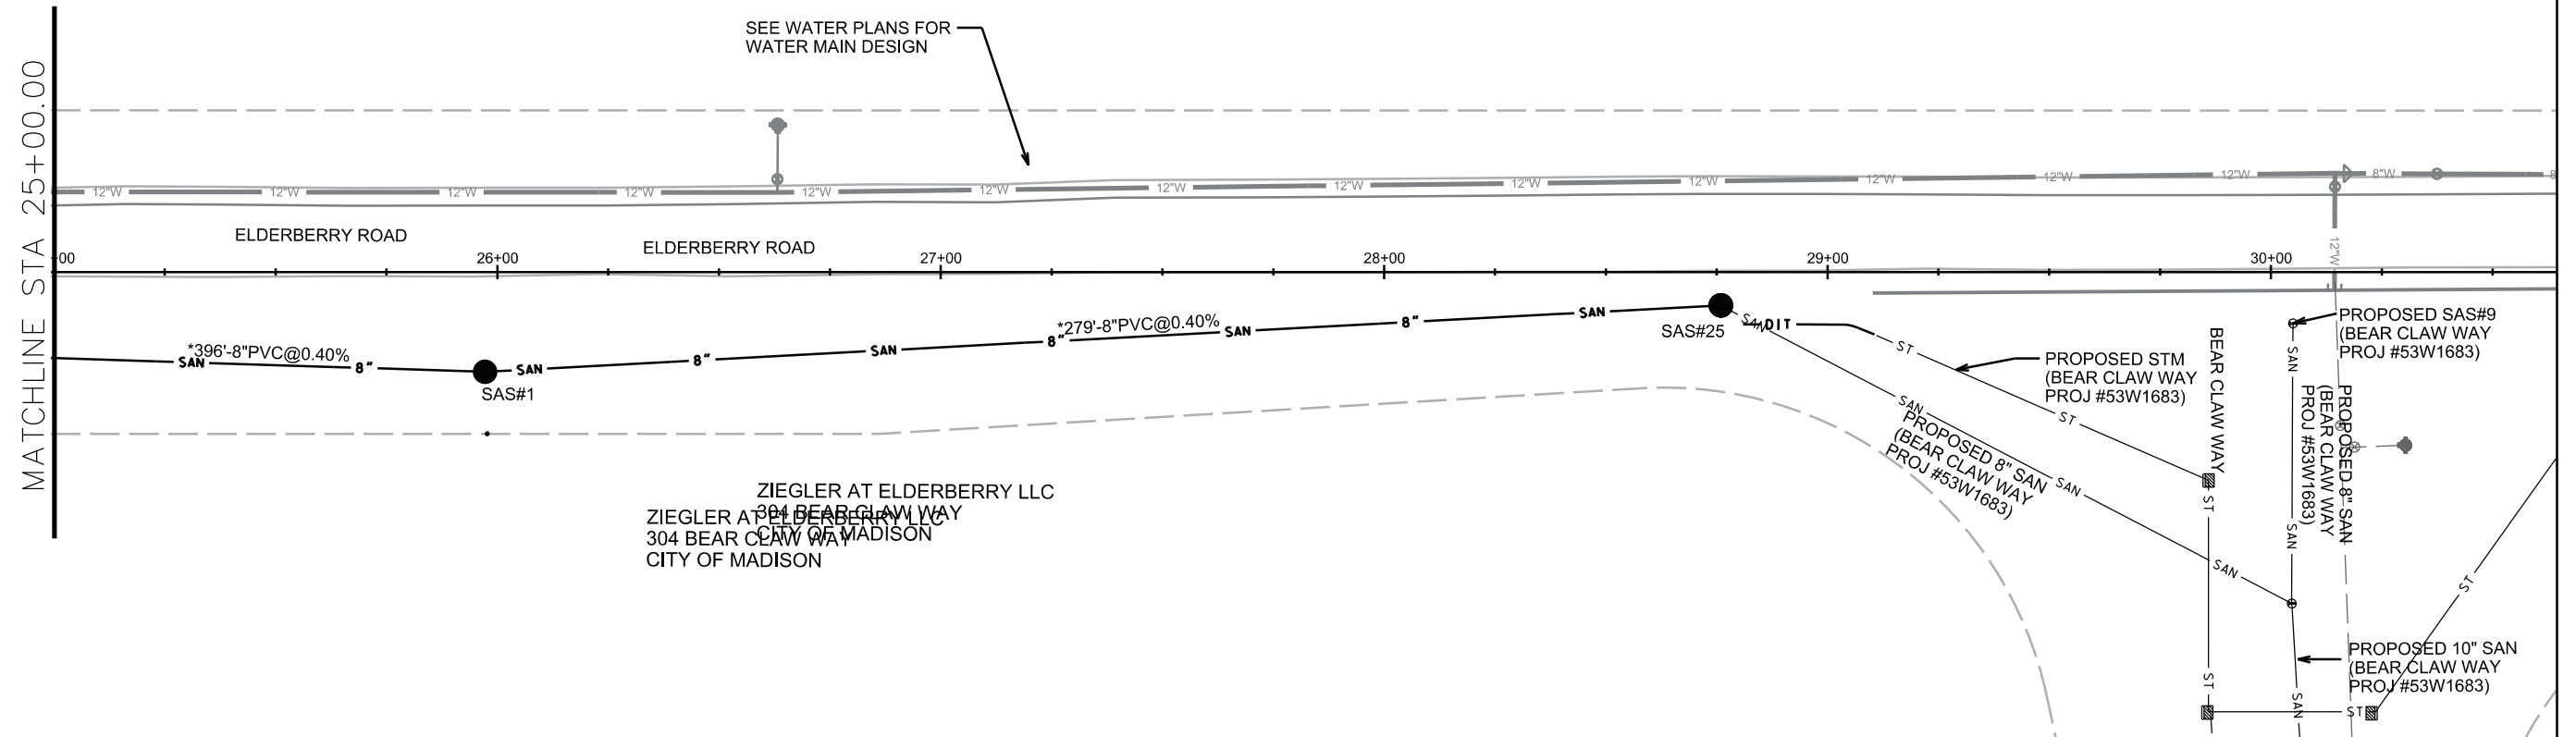 SEE WATER PLANS FOR
WATER MAIN DESIGN
MATCHLINE STA 25+00.00
12"W
12"W
12"W
12"W
12"W
12"W
12"W
12"W
12"W
12"W
12"W
12"W
12"W
8"W
8
12"W
ELDERBERRY ROAD
ELDERBERRY ROAD
+00
26+00
27+00
28+00
29+00
30+00
*396'-8"PVC@0.40%
SAN
8"
SAS#1
SAN
8"
SAN
*279'-8"PVC@0.40%
8"
SAN
8"
SAN
SAS#25
SAN
DIT
ST
PROPOSED STM
(BEAR CLAW WAY
PROJ #53W1683)
ST
SAN
PROPOSED 8" SAN
(BEAR CLAW WAY
PROJ #53W1683)
SAN
SAN
BEAR CLAW WAY
ST
ST
PROPOSED SAS#9
(BEAR CLAW WAY
PROJ #53W1683)
SAN
PROPOSED 8" SAN
(BEAR CLAW WAY
PROJ #53W1683)
SAN
ST
PROPOSED 10" SAN
(BEAR CLAW WAY
PROJ #53W1683)
SAN
ST
ZIEGLER AT ELDERBERRY LLC
304 BEAR CLAW WAY
CITY OF MADISON
ZIEGLER AT ELDERBERRY LLC
304 BEAR CLAW WAY
CITY OF MADISON